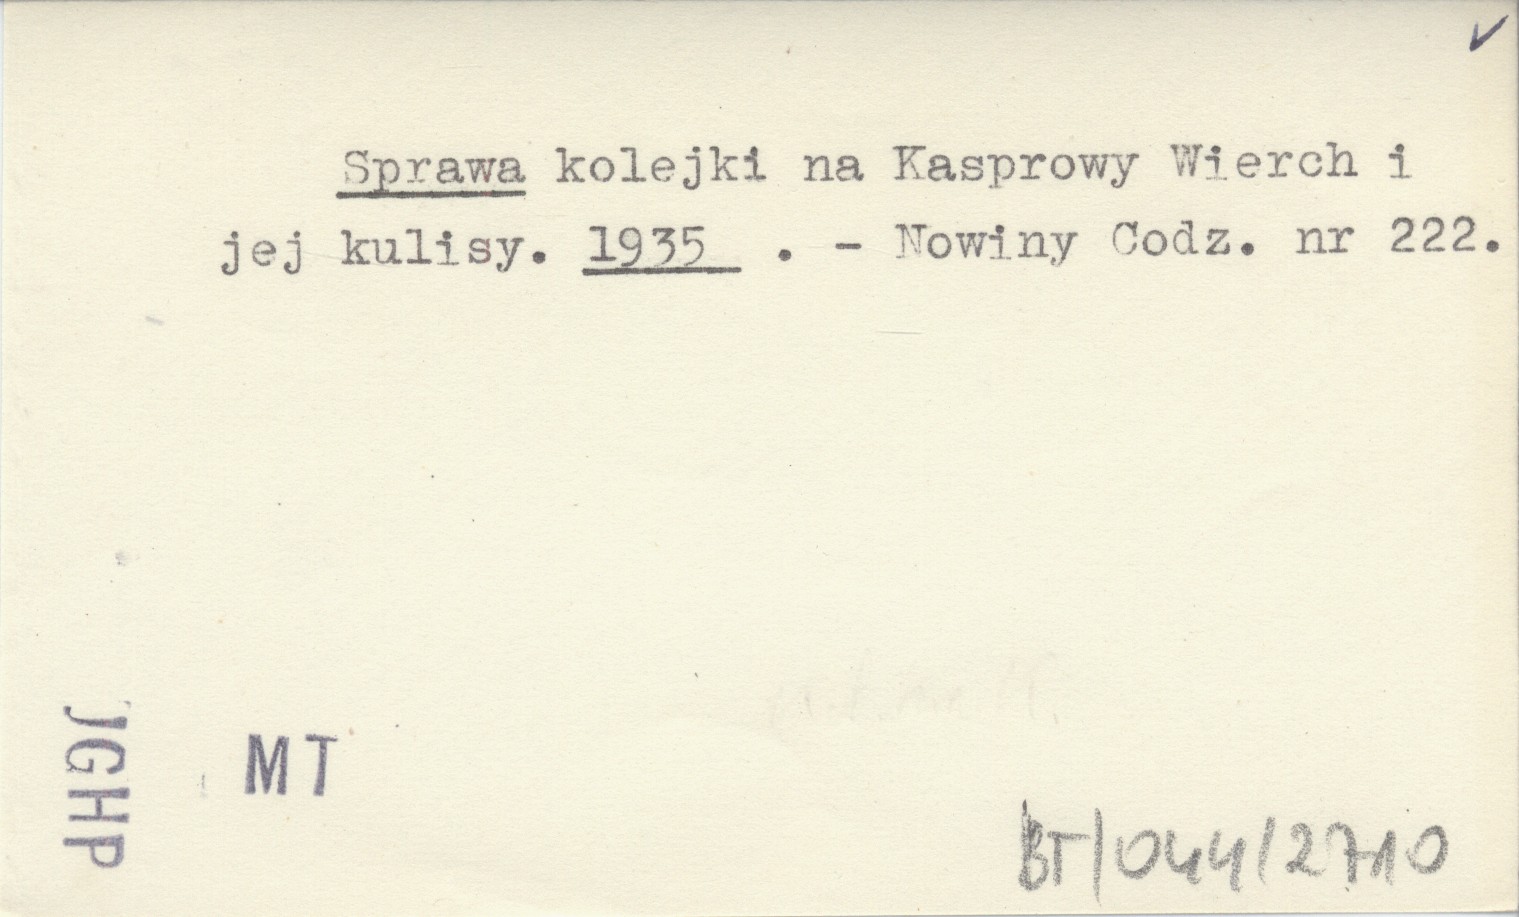 Sprawa kolejki na Kasprowy Wierch i
jej kulisy. 1935 . - Nowiny Codz. nr 222.
JGHP
MT
BT/044/2710